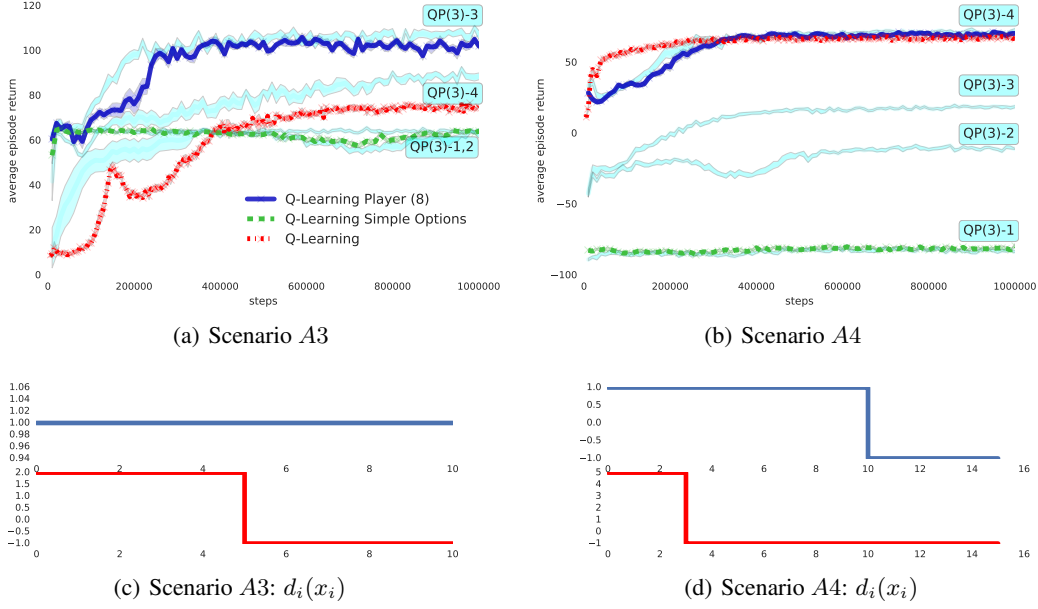 120
100
80
60
40
20
0
average episode return
QP(3)-3
QP(3)-4
QP(3)-1,2
Q-Learning Player (8)
Q-Learning Simple Options
Q-Learning
0 200000 400000 600000 800000 1000000
steps
(a) Scenario A3
50
0
−50
−100
average episode return
QP(3)-4
QP(3)-3
QP(3)-2
QP(3)-1
0 200000 400000 600000 800000 1000000
steps
(b) Scenario A4
1.06
1.04
1.02
1.00
0.98
0.96
0.94
0 2 4 6 8 10
2.0
1.5
1.0
0.5
0.0
−0.5
−1.0
0 2 4 6 8 10
(c) Scenario A3: d_i(x_i)
1.0
0.5
0.0
−0.5
−1.0
0 2 4 6 8 10 12 14 16
5
4
3
2
1
0
−1
0 2 4 6 8 10 12 14 16
(d) Scenario A4: d_i(x_i)